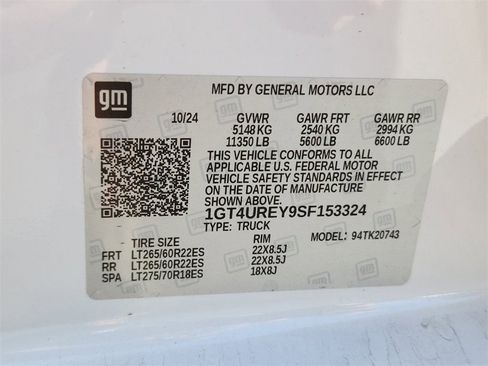 gm
MFD BY GENERAL MOTORS LLC
10/24 GVWR GAWR FRT GAWR RR
5148 KG 2540 KG 2994 KG
11350 LB 5600 LB 6600 LB
THIS VEHICLE CONFORMS TO ALL
APPLICABLE U.S. FEDERAL MOTOR
VEHICLE SAFETY STANDARDS IN EFFECT
ON THE DATE OF MANUFACTURE
SHOWN ABOVE.
1GT4UREY9SF153324
TYPE: TRUCK MODEL: 94TK20743
TIRE SIZE RIM
FRT LT265/60R22ES 22X8.5J
RR LT265/60R22ES 22X8.5J
SPA LT275/70R18ES 18X8J